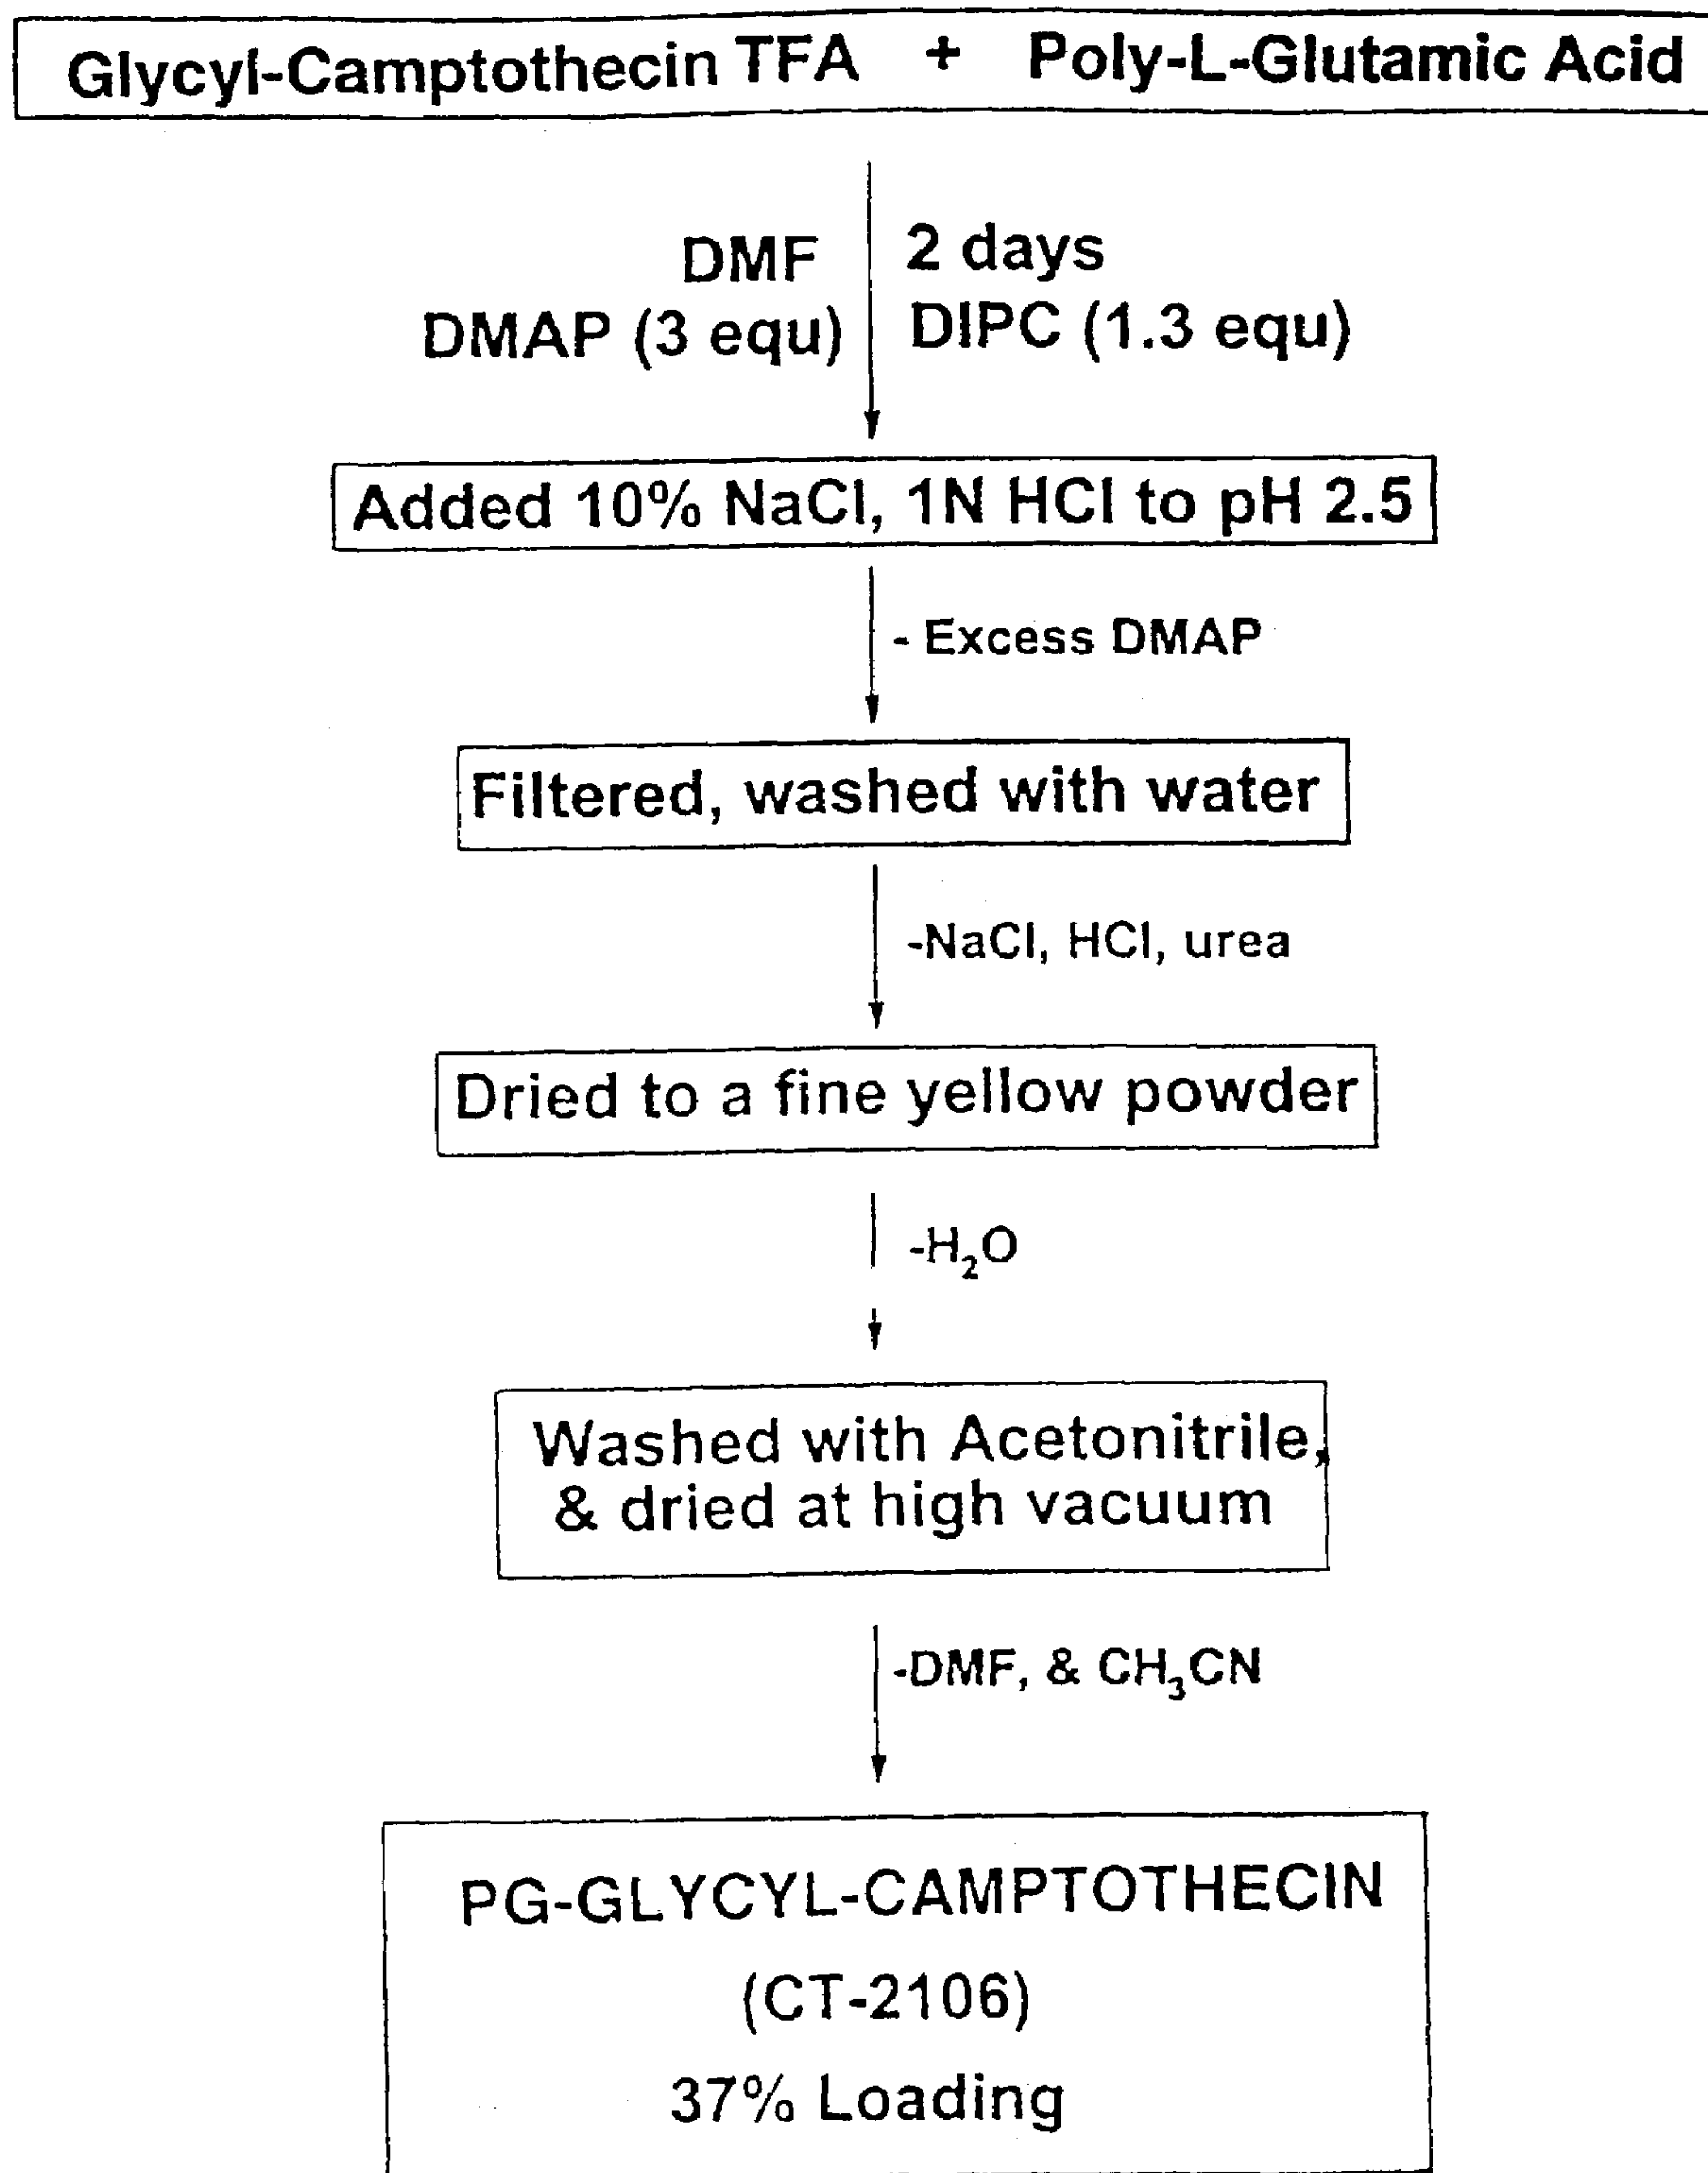 Glycyl-Camptothecin TFA + Poly-L-Glutamic Acid
DMF 2 days
DMAP (3 equ) DIPC (1.3 equ)
Added 10% NaCl, 1N HCl to pH 2.5
- Excess DMAP
Filtered, washed with water
-NaCl, HCl, urea
Dried to a fine yellow powder
-H₂O
Washed with Acetonitrile,
& dried at high vacuum
-DMF, & CH₃CN
PG-GLYCYL-CAMPTOTHECIN
(CT-2106)
37% Loading